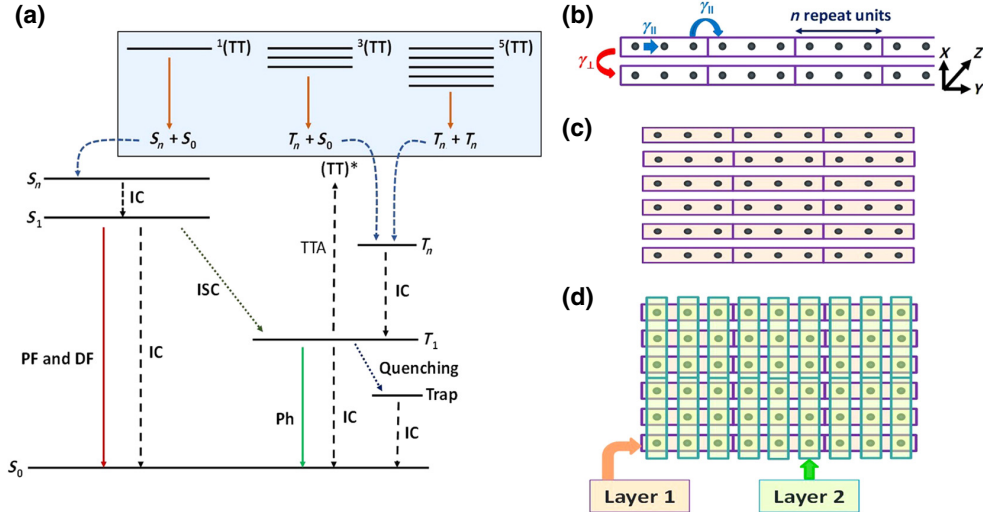 (a)
¹(TT) ³(TT) ⁵(TT)
Sₙ + S₀ Tₙ + S₀ Tₙ + Tₙ
(TT)*
Sₙ
IC
S₁
TTA
Tₙ
ISC
IC
T₁
PF and DF
IC
Quenching
Trap
Ph
IC
IC
S₀
(b)
γ∥
γ∥
n repeat units
γ⊥
X
Z
Y
(c)
(d)
Layer 1
Layer 2